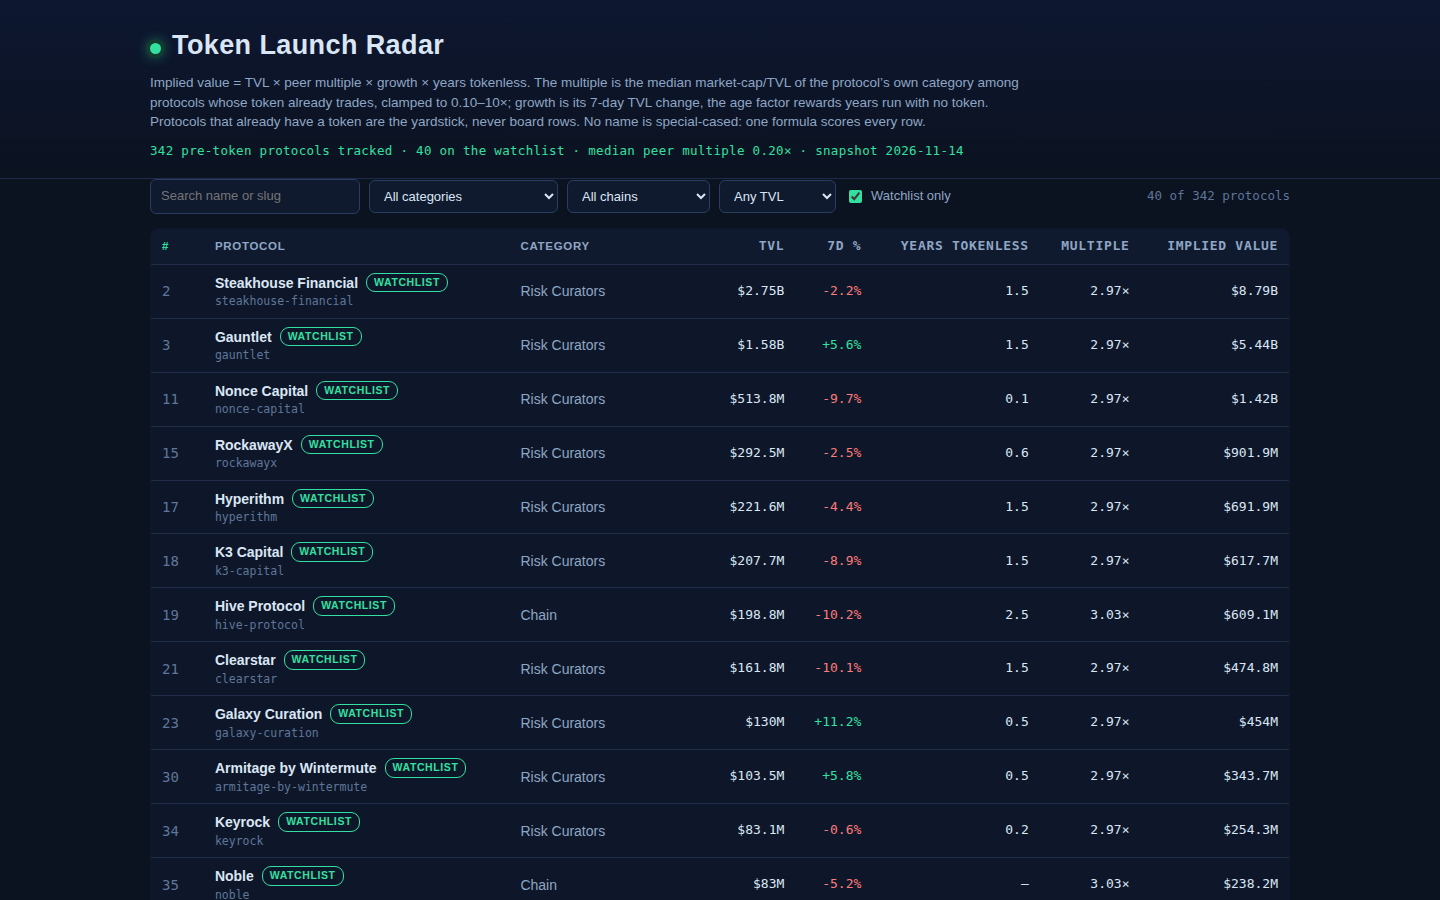 Token Launch Radar
Implied value = TVL × peer multiple × growth × years tokenless. The multiple is the median market-cap/TVL of the protocol's own category among
protocols whose token already trades, clamped to 0.10–10×; growth is its 7-day TVL change, the age factor rewards years run with no token.
Protocols that already have a token are the yardstick, never board rows. No name is special-cased: one formula scores every row.
342 pre-token protocols tracked · 40 on the watchlist · median peer multiple 0.20× · snapshot 2026-11-14
Search name or slug All categories All chains Any TVL Watchlist only 40 of 342 protocols
# PROTOCOL CATEGORY TVL 7D % YEARS TOKENLESS MULTIPLE IMPLIED VALUE
2 Steakhouse Financial WATCHLIST Risk Curators $2.75B -2.2% 1.5 2.97× $8.79B
steakhouse-financial
3 Gauntlet WATCHLIST Risk Curators $1.58B +5.6% 1.5 2.97× $5.44B
gauntlet
11 Nonce Capital WATCHLIST Risk Curators $513.8M -9.7% 0.1 2.97× $1.42B
nonce-capital
15 RockawayX WATCHLIST Risk Curators $292.5M -2.5% 0.6 2.97× $901.9M
rockawayx
17 Hyperithm WATCHLIST Risk Curators $221.6M -4.4% 1.5 2.97× $691.9M
hyperithm
18 K3 Capital WATCHLIST Risk Curators $207.7M -8.9% 1.5 2.97× $617.7M
k3-capital
19 Hive Protocol WATCHLIST Chain $198.8M -10.2% 2.5 3.03× $609.1M
hive-protocol
21 Clearstar WATCHLIST Risk Curators $161.8M -10.1% 1.5 2.97× $474.8M
clearstar
23 Galaxy Curation WATCHLIST Risk Curators $130M +11.2% 0.5 2.97× $454M
galaxy-curation
30 Armitage by Wintermute WATCHLIST Risk Curators $103.5M +5.8% 0.5 2.97× $343.7M
armitage-by-wintermute
34 Keyrock WATCHLIST Risk Curators $83.1M -0.6% 0.2 2.97× $254.3M
keyrock
35 Noble WATCHLIST Chain $83M -5.2% — 3.03× $238.2M
noble